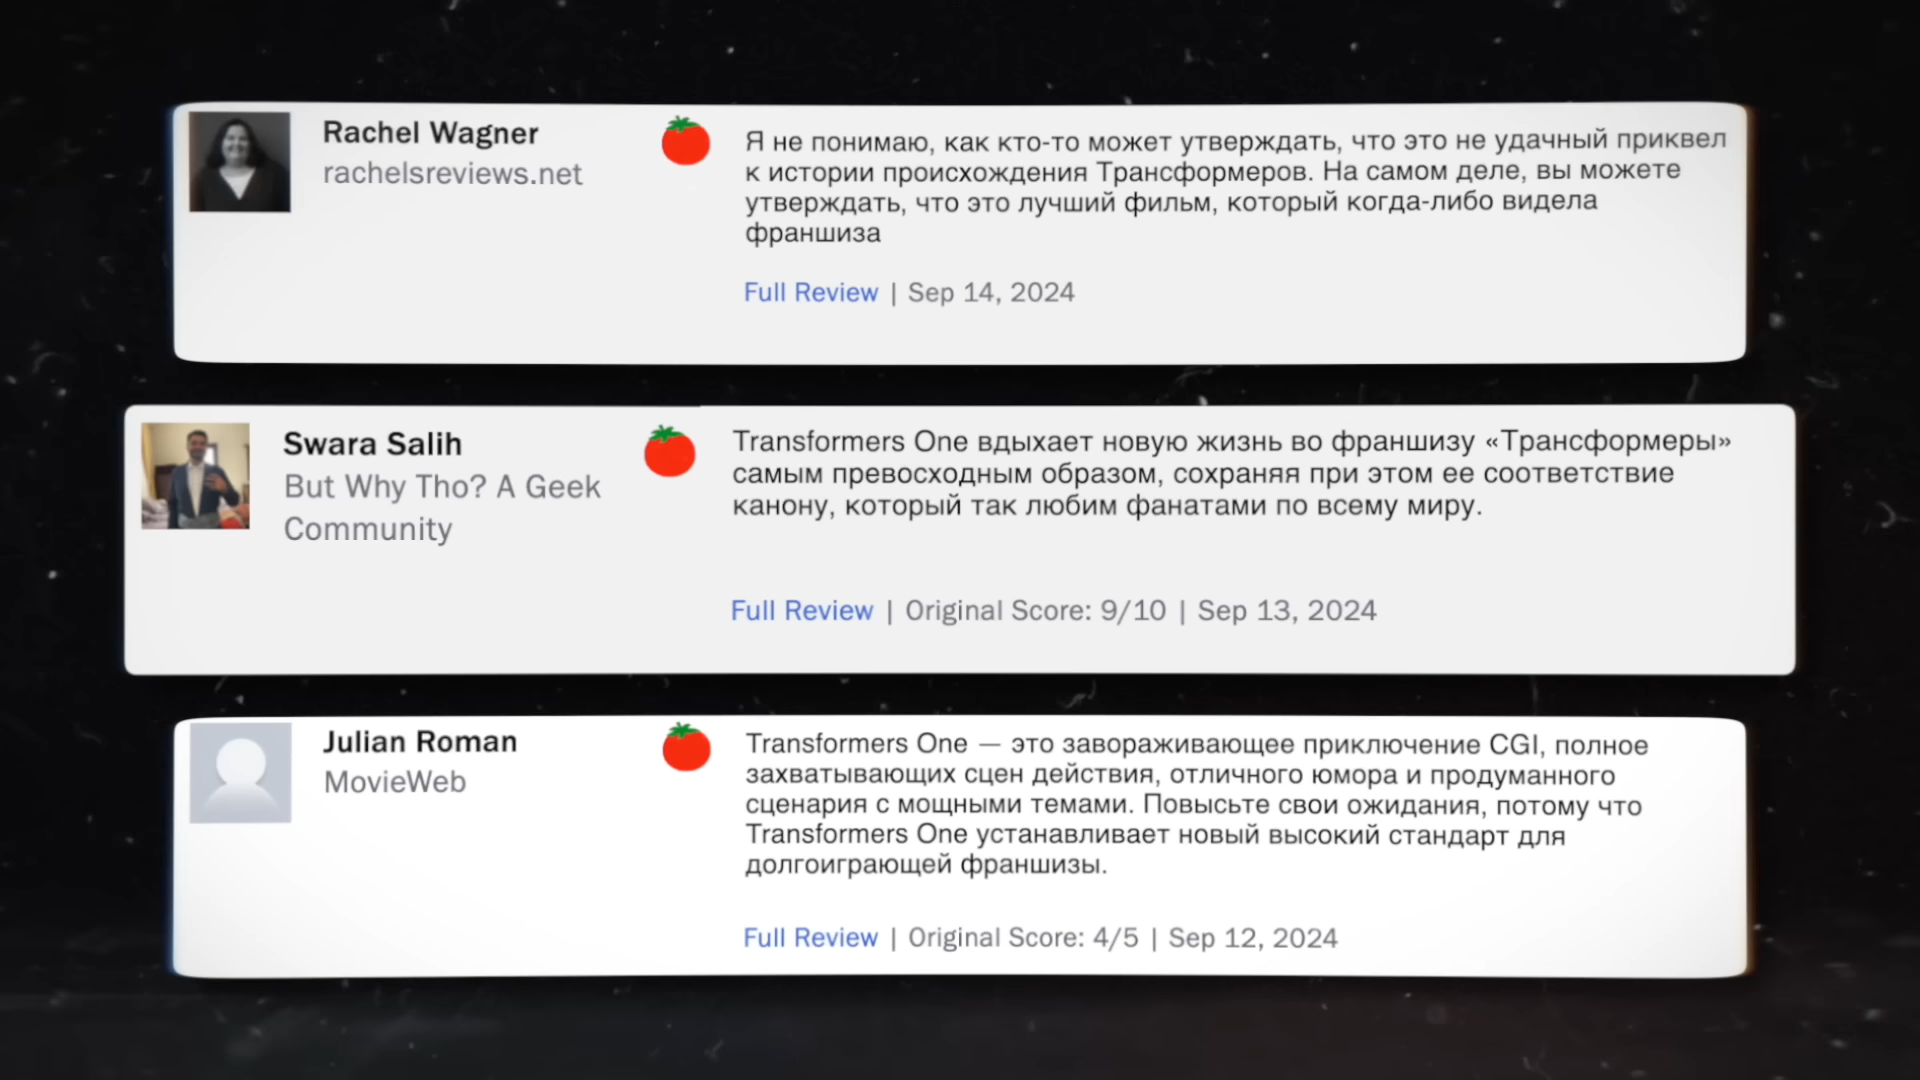 Rachel Wagner
rachelsreviews.net
Я не понимаю, как кто-то может утверждать, что это не удачный приквел
к истории происхождения Трансформеров. На самом деле, вы можете
утверждать, что это лучший фильм, который когда-либо видела
франшиза
Full Review | Sep 14, 2024
Swara Salih
But Why Tho? A Geek
Community
Transformers One вдыхает новую жизнь во франшизу «Трансформеры»
самым превосходным образом, сохраняя при этом ее соответствие
канону, который так любим фанатами по всему миру.
Full Review | Original Score: 9/10 | Sep 13, 2024
Julian Roman
MovieWeb
Transformers One — это завораживающее приключение CGI, полное
захватывающих сцен действия, отличного юмора и продуманного
сценария с мощными темами. Повысьте свои ожидания, потому что
Transformers One устанавливает новый высокий стандарт для
долгоиграющей франшизы.
Full Review | Original Score: 4/5 | Sep 12, 2024